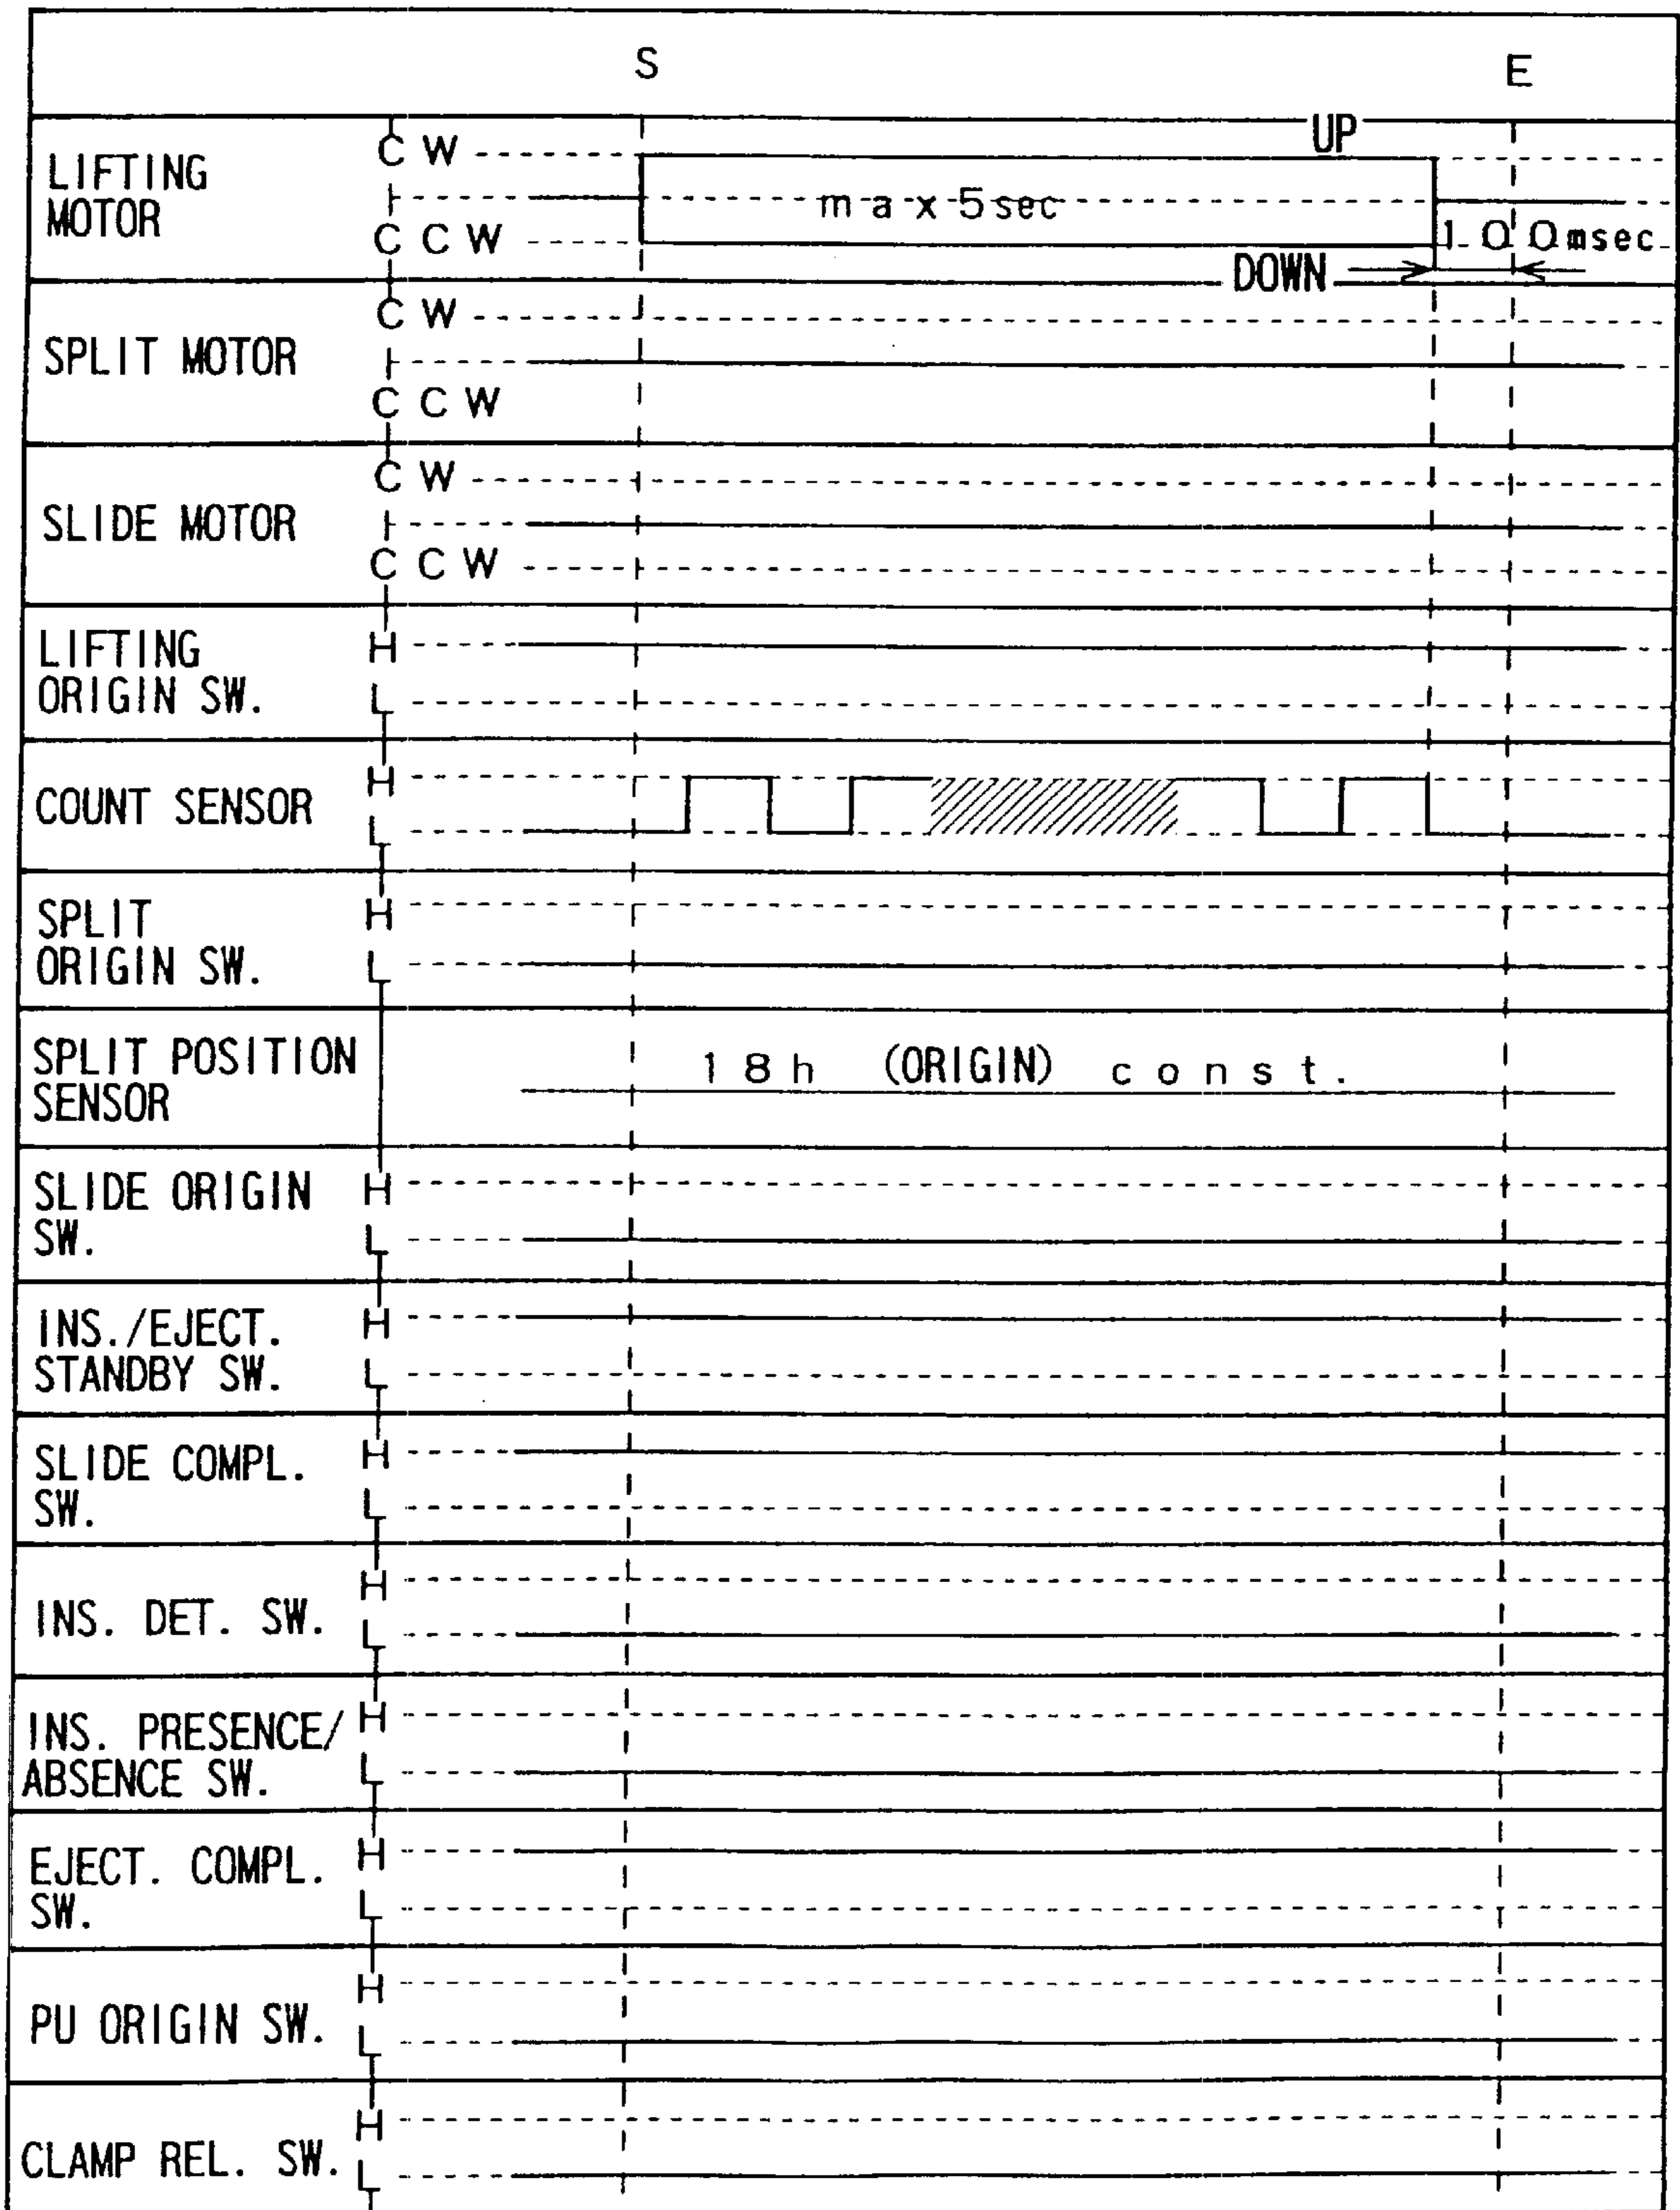 S E
UP
LIFTING MOTOR
C W
max 5sec
C C W
100msec
DOWN
SPLIT MOTOR
C W
C C W
SLIDE MOTOR
C W
C C W
LIFTING
ORIGIN SW.
H
L
COUNT SENSOR
H
L
SPLIT
ORIGIN SW.
H
L
SPLIT POSITION
SENSOR
18h (ORIGIN) const.
SLIDE ORIGIN
SW.
H
L
INS./EJECT.
STANDBY SW.
H
L
SLIDE COMPL.
SW.
H
L
INS. DET. SW.
H
L
INS. PRESENCE/
ABSENCE SW.
H
L
EJECT. COMPL.
SW.
H
L
PU ORIGIN SW.
H
L
CLAMP REL. SW.
H
L